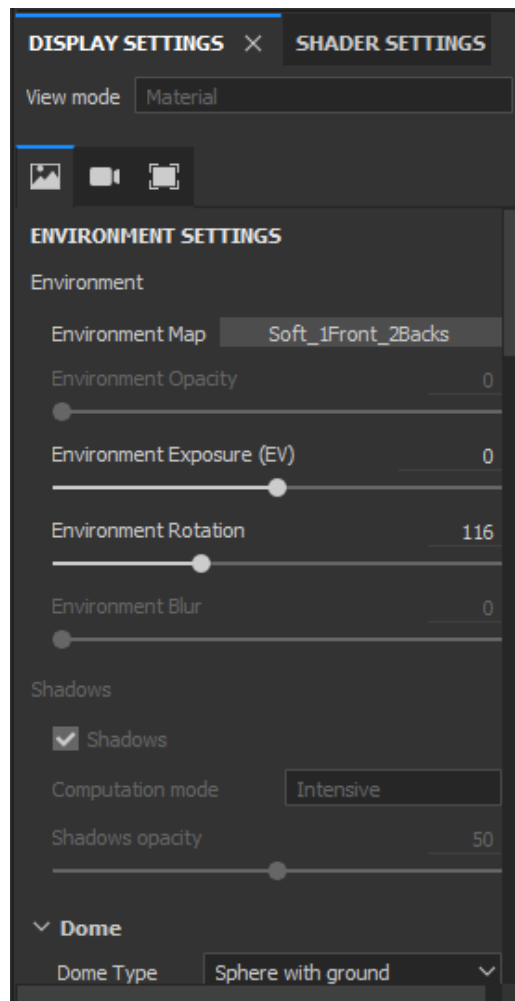 DISPLAY SETTINGS SHADER SETTINGS
View mode Material
ENVIRONMENT SETTINGS
Environment
Environment Map Soft_1Front_2Backs
Environment Opacity 0
Environment Exposure (EV) 0
Environment Rotation 116
Environment Blur 0
Shadows
Shadows
Computation mode Intensive
Shadows opacity 50
Dome
Dome Type Sphere with ground